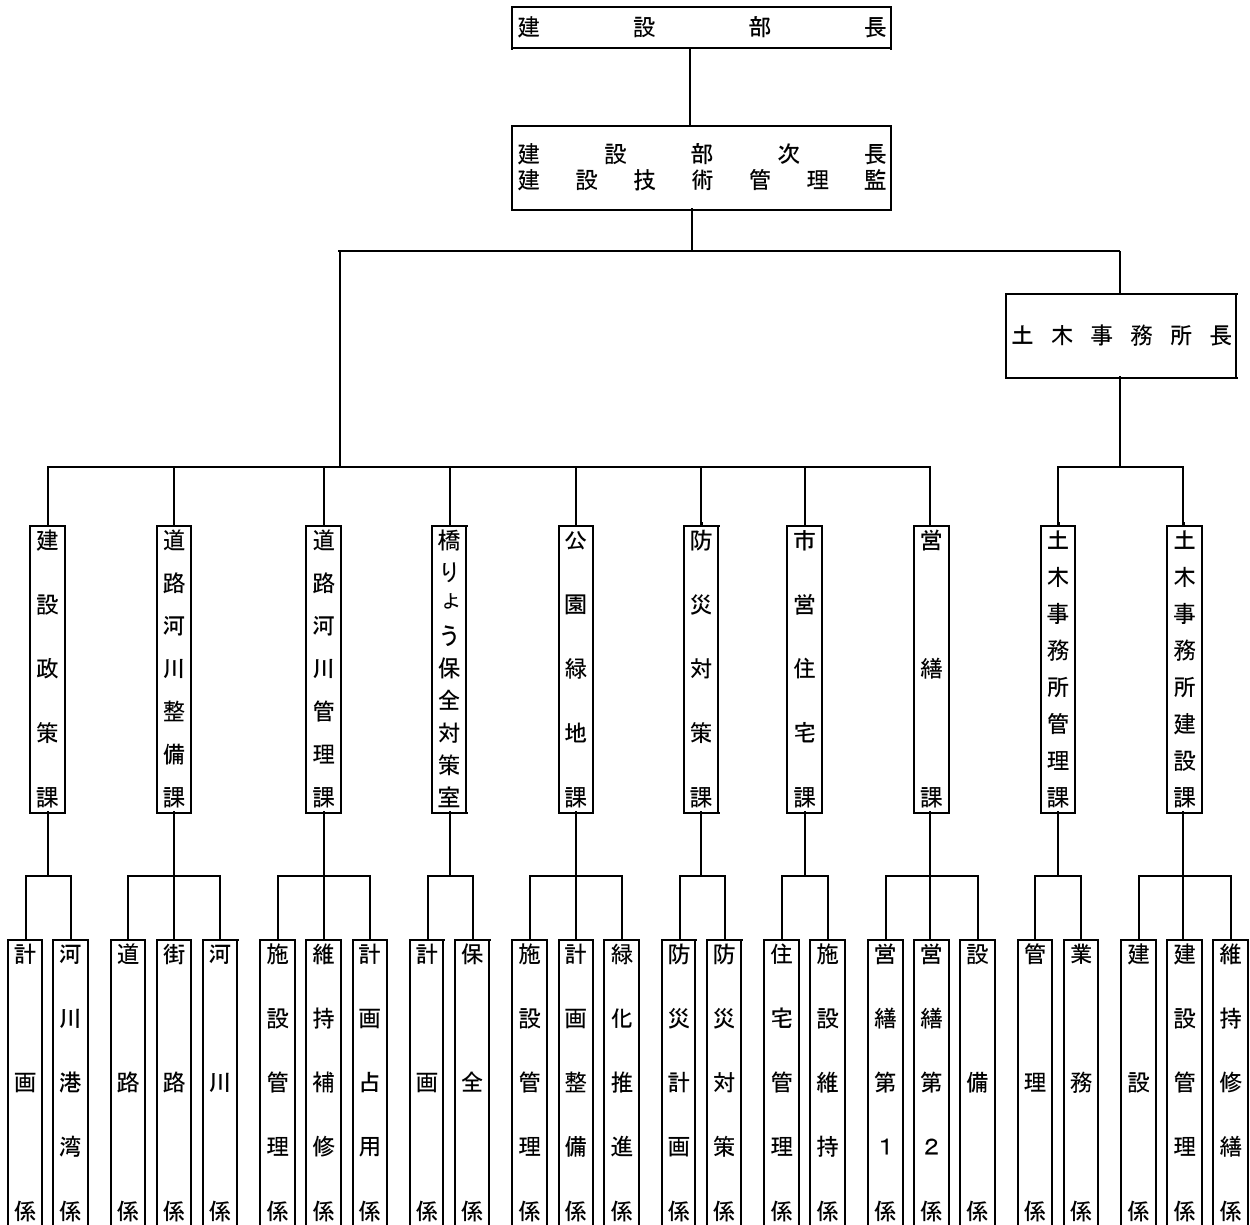 建設部長
建設部次長
建設技術管理監
土木事務所長
建設政策課
道路河川整備課
道路河川管理課
橋りょう保全対策室
公園緑地課
防災対策課
市営住宅課
営繕課
土木事務所管理課
土木事務所建設課
計画係
河川港湾係
道路係
街路係
河川係
施設管理係
維持補修係
計画占用係
計画係
保全係
施設管理係
計画整備係
緑化推進係
防災計画係
防災対策係
住宅管理係
施設維持係
営繕第1係
営繕第2係
設備係
管理係
業務係
建設係
建設管理係
維持修繕係